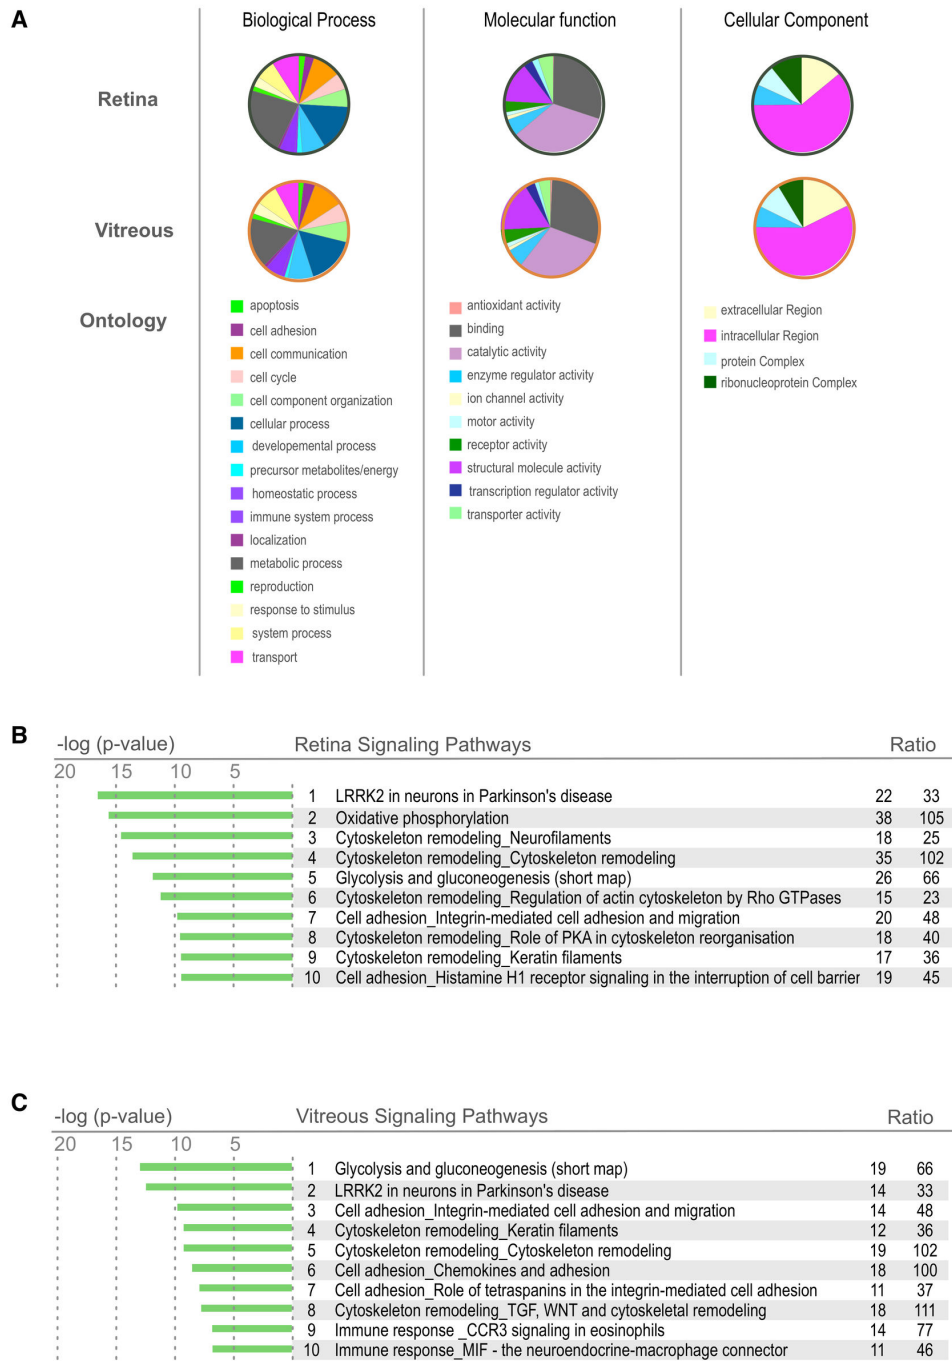 A
Biological Process
Molecular function
Cellular Component
Retina
Vitreous
Ontology
apoptosis
cell adhesion
cell communication
cell cycle
cell component organization
cellular process
developemental process
precursor metabolites/energy
homeostatic process
immune system process
localization
metabolic process
reproduction
response to stimulus
system process
transport
antioxidant activity
binding
catalytic activity
enzyme regulator activity
ion channel activity
motor activity
receptor activity
structural molecule activity
transcription regulator activity
transporter activity
extracellular Region
intracellular Region
protein Complex
ribonucleoprotein Complex
B
-log (p-value) Retina Signaling Pathways Ratio
20 15 10 5
1 LRRK2 in neurons in Parkinson's disease 22 33
2 Oxidative phosphorylation 38 105
3 Cytoskeleton remodeling_Neurofilaments 18 25
4 Cytoskeleton remodeling_Cytoskeleton remodeling 35 102
5 Glycolysis and gluconeogenesis (short map) 26 66
6 Cytoskeleton remodeling_Regulation of actin cytoskeleton by Rho GTPases 15 23
7 Cell adhesion_Integrin-mediated cell adhesion and migration 20 48
8 Cytoskeleton remodeling_Role of PKA in cytoskeleton reorganisation 18 40
9 Cytoskeleton remodeling_Keratin filaments 17 36
10 Cell adhesion_Histamine H1 receptor signaling in the interruption of cell barrier 19 45
C
-log (p-value) Vitreous Signaling Pathways Ratio
20 15 10 5
1 Glycolysis and gluconeogenesis (short map) 19 66
2 LRRK2 in neurons in Parkinson's disease 14 33
3 Cell adhesion_Integrin-mediated cell adhesion and migration 14 48
4 Cytoskeleton remodeling_Keratin filaments 12 36
5 Cytoskeleton remodeling_Cytoskeleton remodeling 19 102
6 Cell adhesion_Chemokines and adhesion 18 100
7 Cell adhesion_Role of tetraspanins in the integrin-mediated cell adhesion 11 37
8 Cytoskeleton remodeling_TGF, WNT and cytoskeletal remodeling 18 111
9 Immune response _CCR3 signaling in eosinophils 14 77
10 Immune response_MIF - the neuroendocrine-macrophage connector 11 46